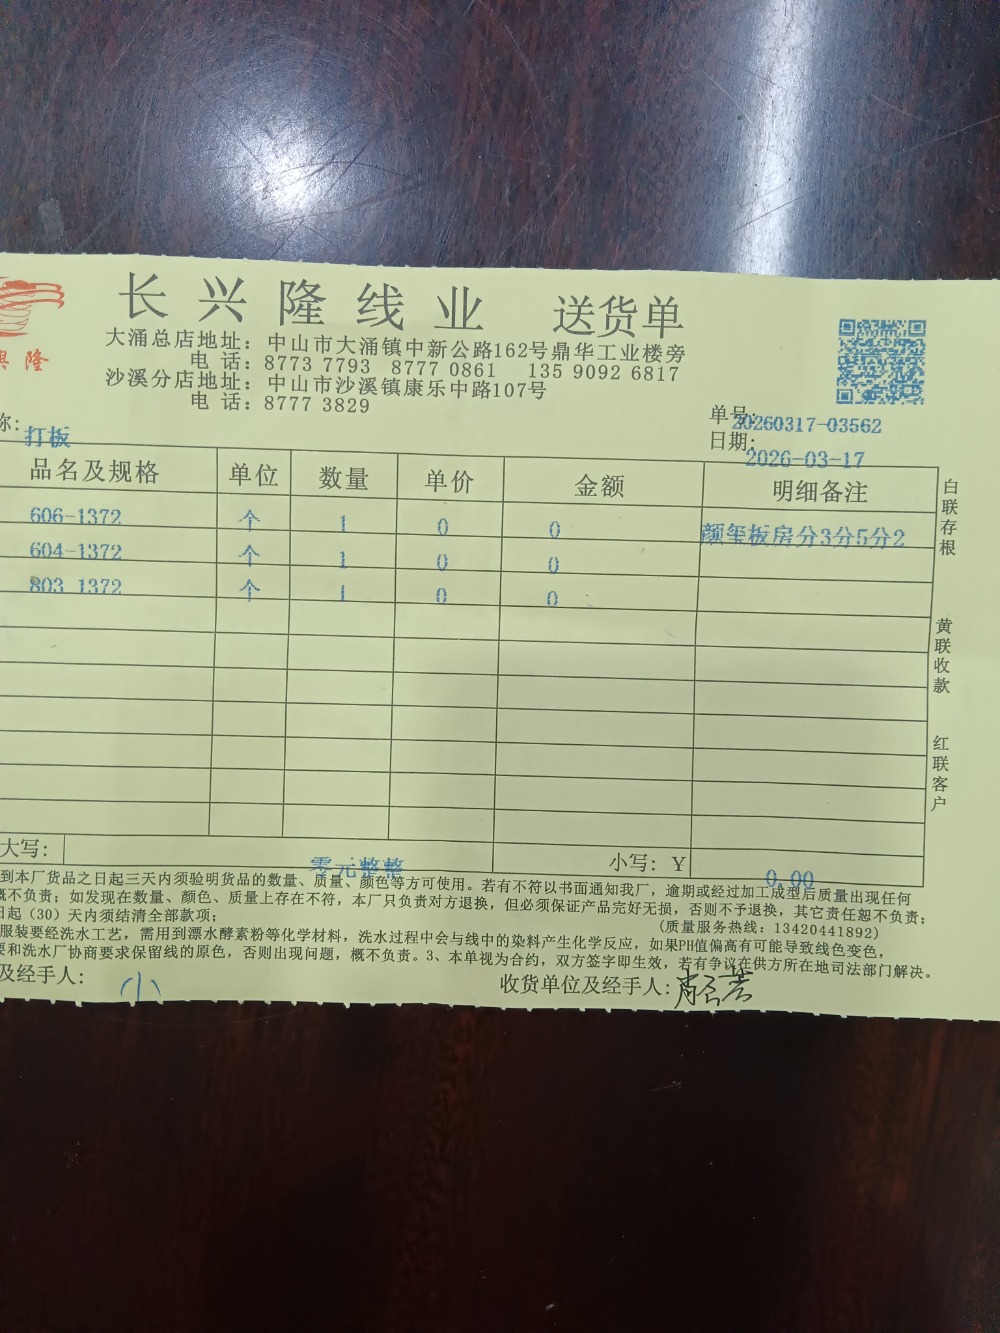 长兴隆线业 送货单
大涌总店地址：中山市大涌镇中新公路162号鼎华工业楼旁
电 话：8773 7793 8777 0861 135 9092 6817
沙溪分店地址：中山市沙溪镇康乐中路107号
电 话：8777 3829
隆
单号：20260317-03562
称：打板
日期：2026-03-17
品名及规格 单位 数量 单价 金额 明细备注
606-1372 个 1 0 0 颜玺板房分3分5分2
604-1372 个 1 0 0
803 1372 个 1 0 0
白联存根
黄联收款
红联客户
大写： 零元整整 小写：Y 0.00
到本厂货品之日起三天内须验明货品的数量、质量、颜色等方可使用。若有不符以书面通知我厂，逾期或经过加工成型后质量出现任何
概不负责；如发现在数量、颜色、质量上存在不符，本厂只负责对方退换，但必须保证产品完好无损，否则不予退换，其它责任恕不负责；
日起（30）天内须结清全部款项； (质量服务热线：13420441892)
服装要经洗水工艺，需用到漂水酵素粉等化学材料，洗水过程中会与线中的染料产生化学反应，如果PH值偏高有可能导致线色变色，
要和洗水厂协商要求保留线的原色，否则出现问题，概不负责。3、本单视为合约，双方签字即生效，若有争议在供方所在地司法部门解决。
及经手人： 小 收货单位及经手人：